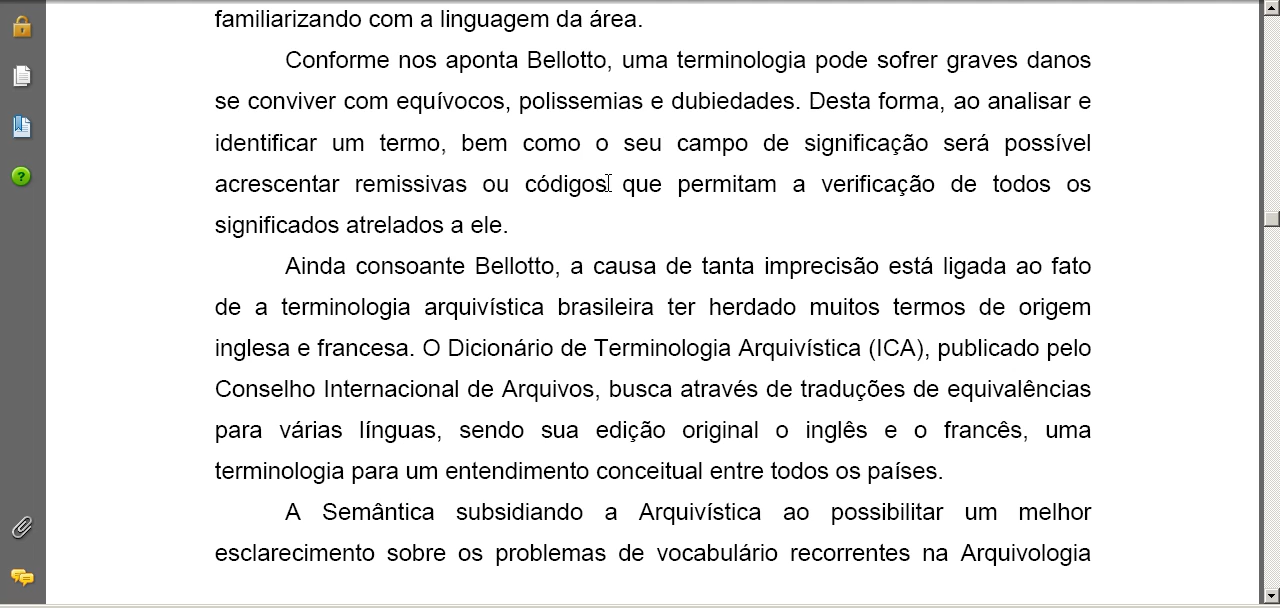 familiarizando com a linguagem da área.
Conforme nos aponta Bellotto, uma terminologia pode sofrer graves danos
se conviver com equívocos, polissemias e dubiedades. Desta forma, ao analisar e
identificar um termo, bem como o seu campo de significação será possível
acrescentar remissivas ou códigos que permitam a verificação de todos os
significados atrelados a ele.
Ainda consoante Bellotto, a causa de tanta imprecisão está ligada ao fato
de a terminologia arquivística brasileira ter herdado muitos termos de origem
inglesa e francesa. O Dicionário de Terminologia Arquivística (ICA), publicado pelo
Conselho Internacional de Arquivos, busca através de traduções de equivalências
para várias línguas, sendo sua edição original o inglês e o francês, uma
terminologia para um entendimento conceitual entre todos os países.
A Semântica subsidiando a Arquivística ao possibilitar um melhor
esclarecimento sobre os problemas de vocabulário recorrentes na Arquivologia